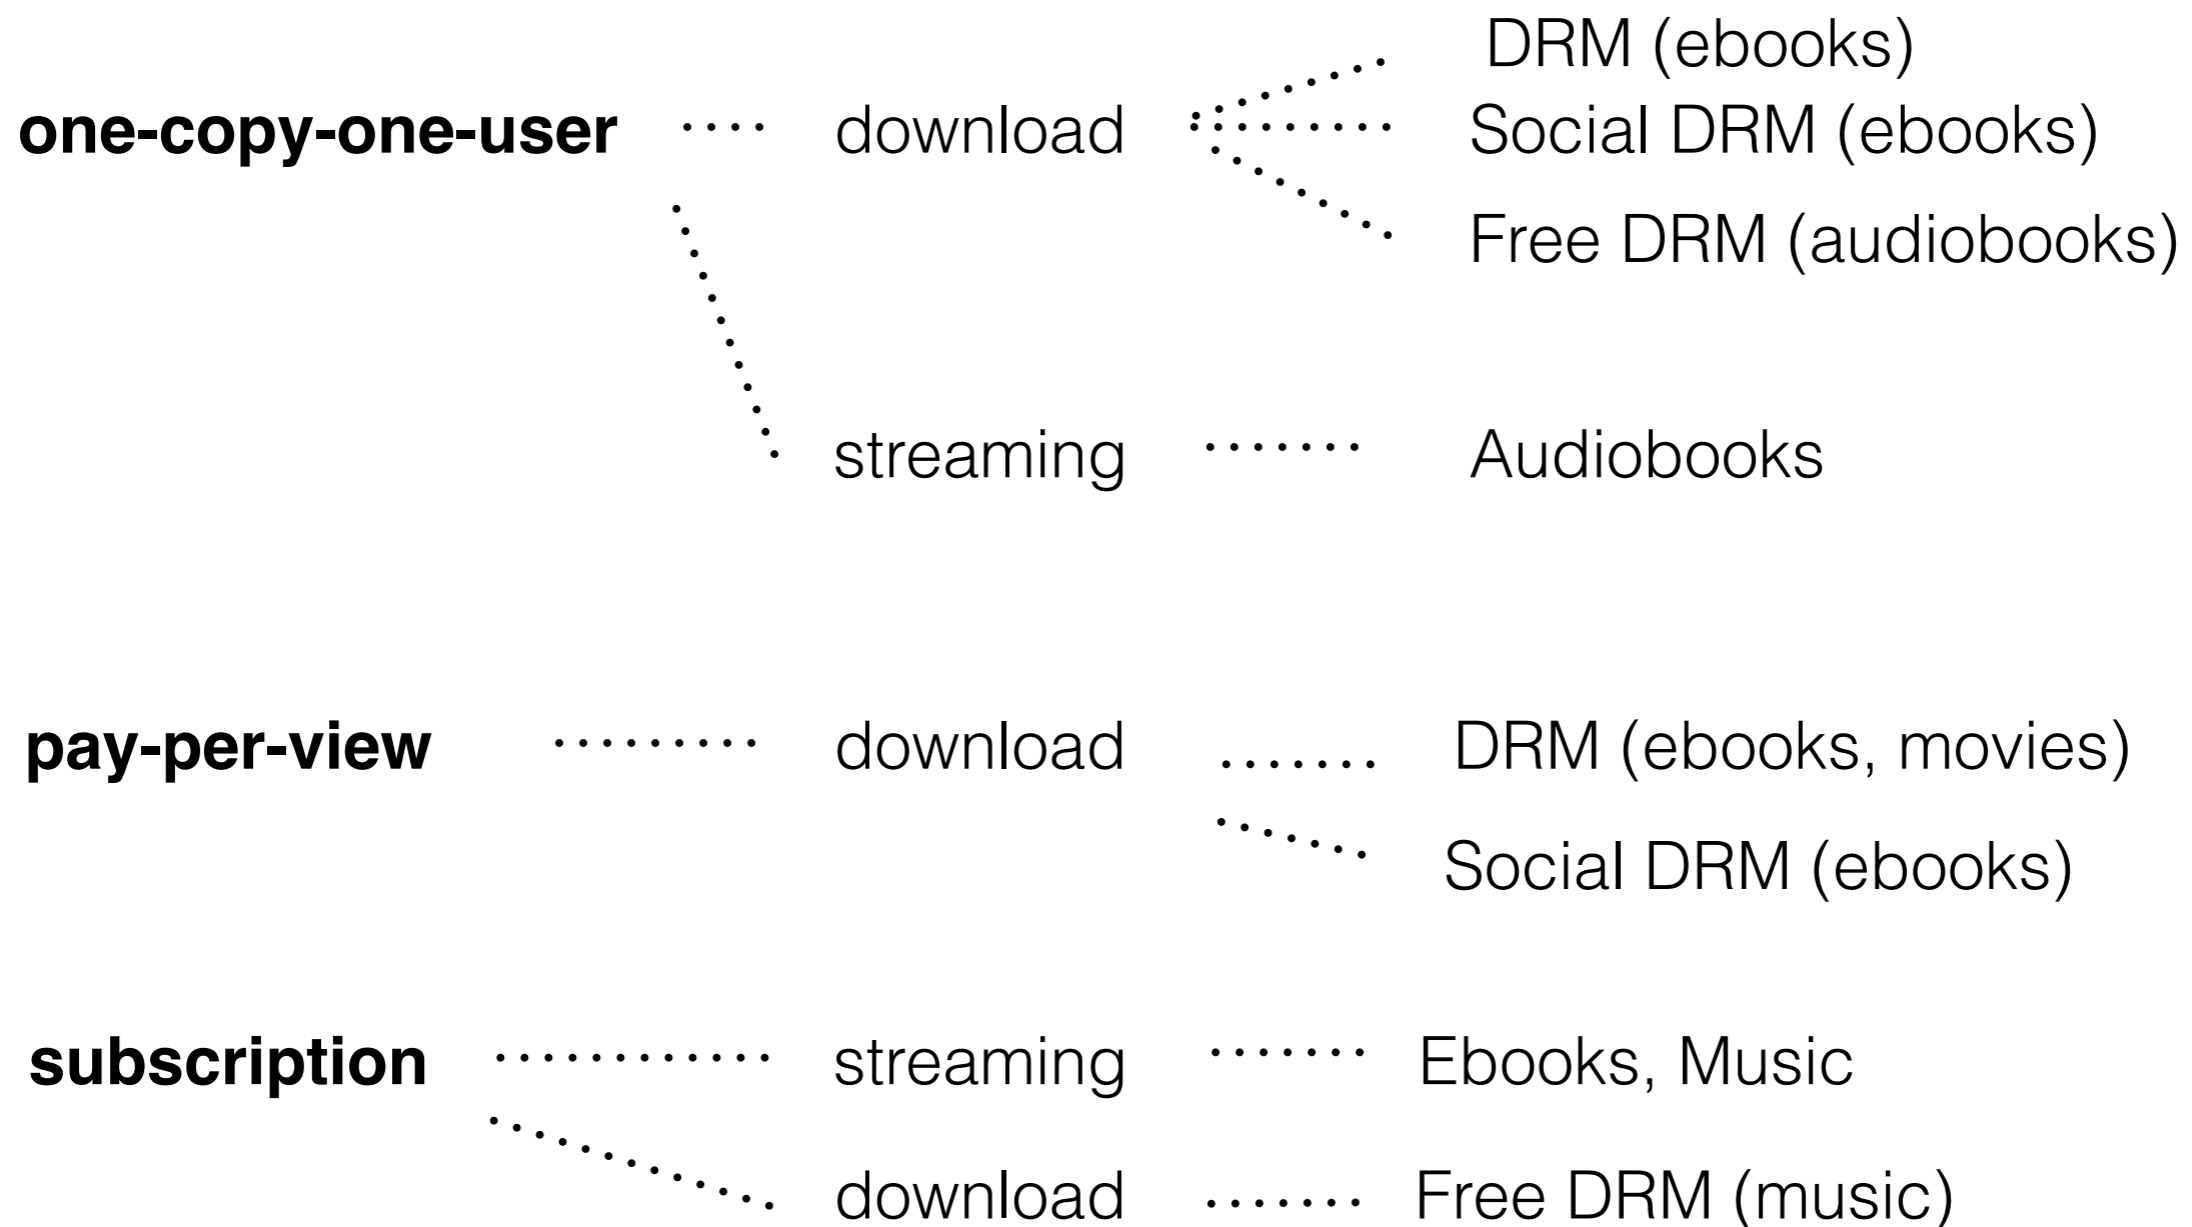 DRM (ebooks)
one-copy-one-user download Social DRM (ebooks)
Free DRM (audiobooks)
streaming Audiobooks
pay-per-view download DRM (ebooks, movies)
Social DRM (ebooks)
subscription streaming Ebooks, Music
download Free DRM (music)